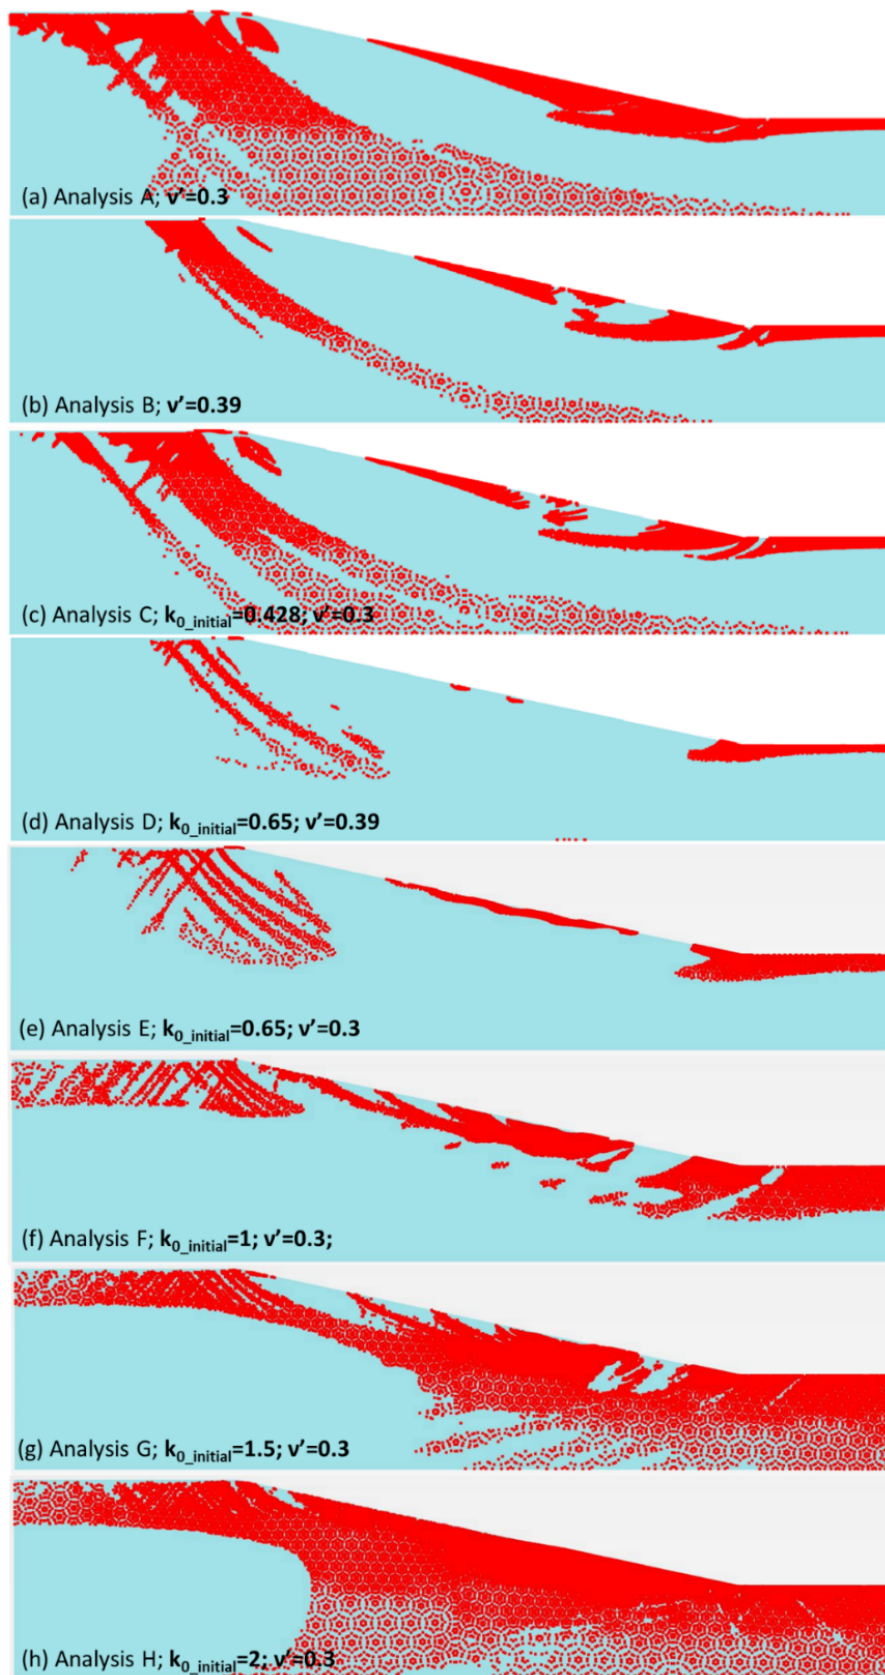 (a) Analysis A; v'=0.3
(b) Analysis B; v'=0.39
(c) Analysis C; k0_initial=0.428; v'=0.3
(d) Analysis D; k0_initial=0.65; v'=0.39
(e) Analysis E; k0_initial=0.65; v'=0.3
(f) Analysis F; k0_initial=1; v'=0.3;
(g) Analysis G; k0_initial=1.5; v'=0.3
(h) Analysis H; k0_initial=2; v'=0.3